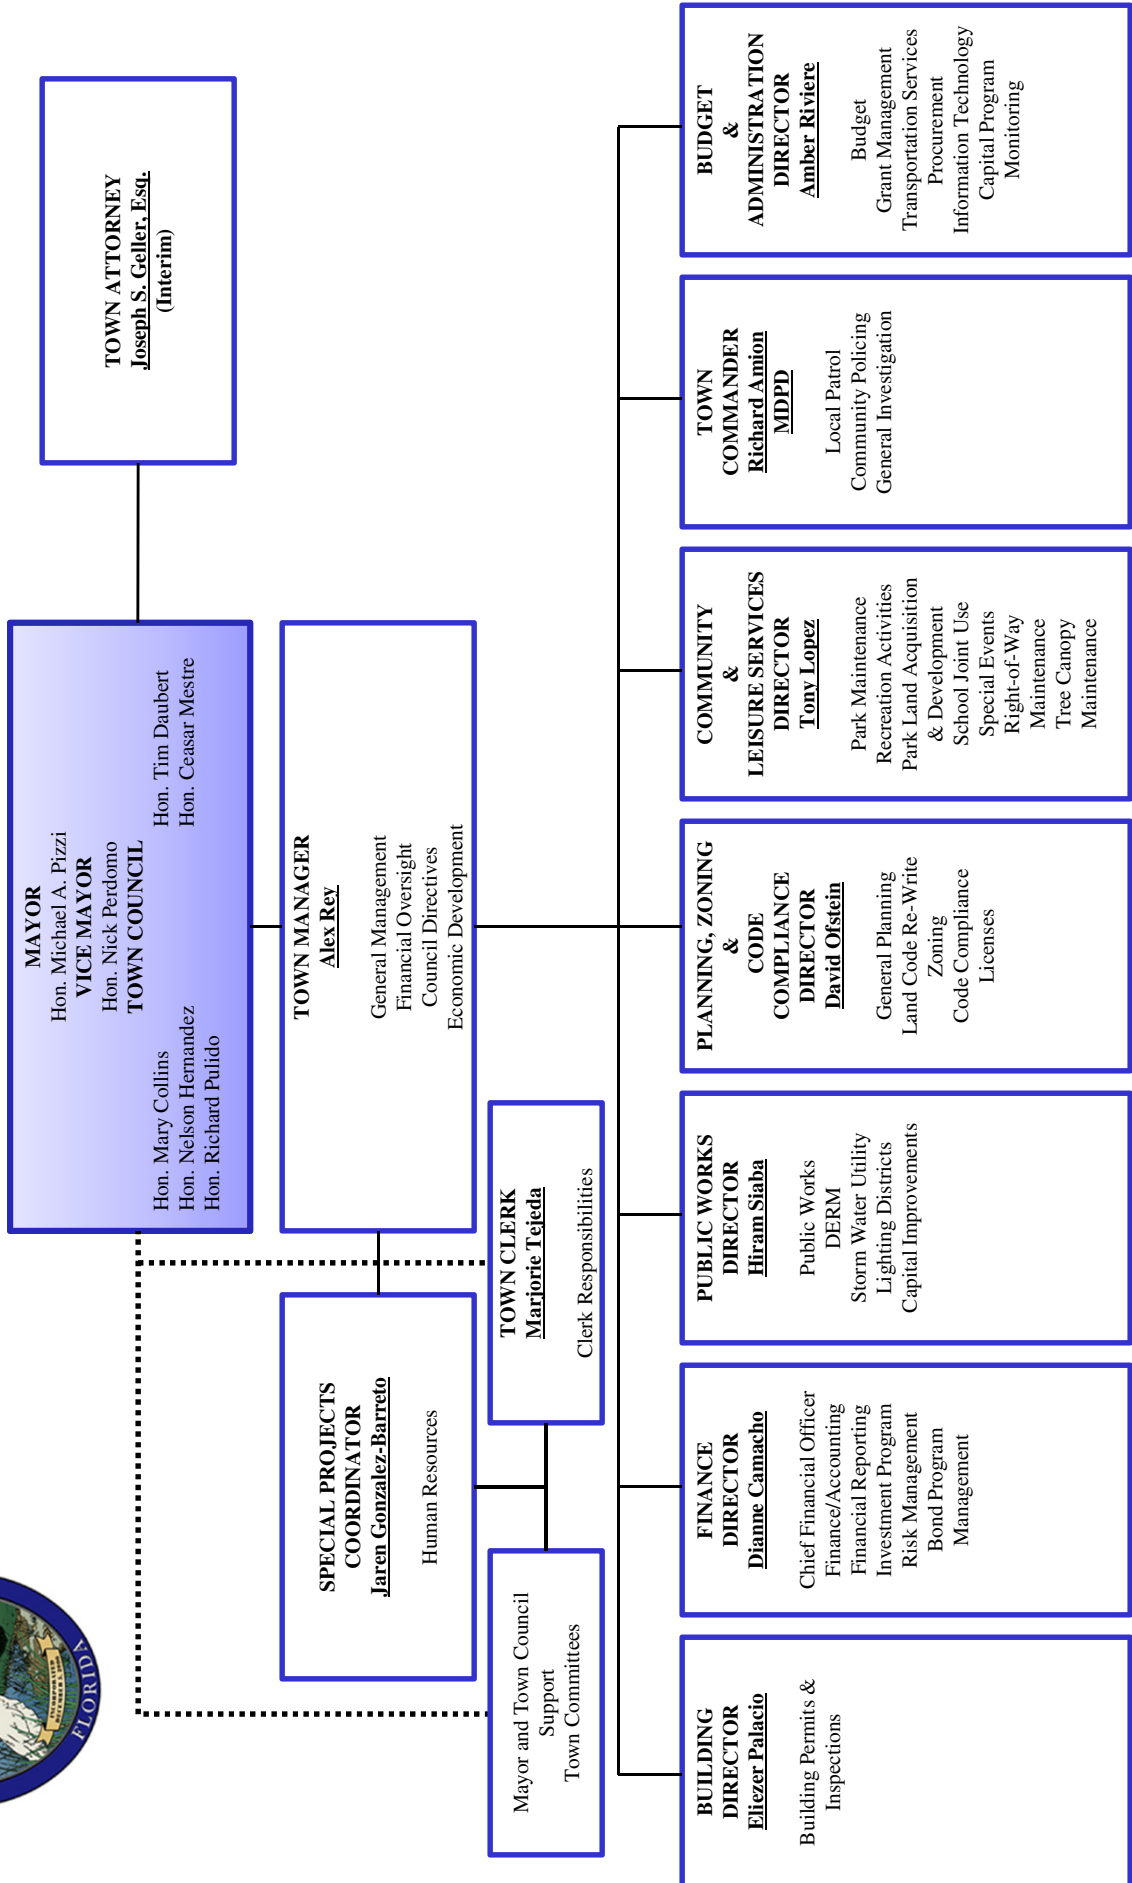 INCORPORATED
DECEMBER 5, 2000
FLORIDA
MAYOR
Hon. Michael A. Pizzi
VICE MAYOR
Hon. Nick Perdomo
TOWN COUNCIL
Hon. Mary Collins
Hon. Nelson Hernandez
Hon. Richard Pulido
Hon. Tim Daubert
Hon. Ceasar Mestre
TOWN ATTORNEY
Joseph S. Geller, Esq.
(Interim)
TOWN MANAGER
Alex Rey
General Management
Financial Oversight
Council Directives
Economic Development
SPECIAL PROJECTS
COORDINATOR
Jaren Gonzalez-Barreto
Human Resources
Mayor and Town Council
Support
Town Committees
TOWN CLERK
Marjorie Tejeda
Clerk Responsibilities
BUILDING
DIRECTOR
Eliezer Palacio
Building Permits &
Inspections
FINANCE
DIRECTOR
Dianne Camacho
Chief Financial Officer
Finance/Accounting
Financial Reporting
Investment Program
Risk Management
Bond Program
Management
PUBLIC WORKS
DIRECTOR
Hiram Siaba
Public Works
DERM
Storm Water Utility
Lighting Districts
Capital Improvements
PLANNING, ZONING
&
CODE
COMPLIANCE
DIRECTOR
David Ofstein
General Planning
Land Code Re-Write
Zoning
Code Compliance
Licenses
COMMUNITY
&
LEISURE SERVICES
DIRECTOR
Tony Lopez
Park Maintenance
Recreation Activities
Park Land Acquisition
& Development
School Joint Use
Special Events
Right-of-Way
Maintenance
Tree Canopy
Maintenance
TOWN
COMMANDER
Richard Amion
MDPD
Local Patrol
Community Policing
General Investigation
BUDGET
&
ADMINISTRATION
DIRECTOR
Amber Riviere
Budget
Grant Management
Transportation Services
Procurement
Information Technology
Capital Program
Monitoring